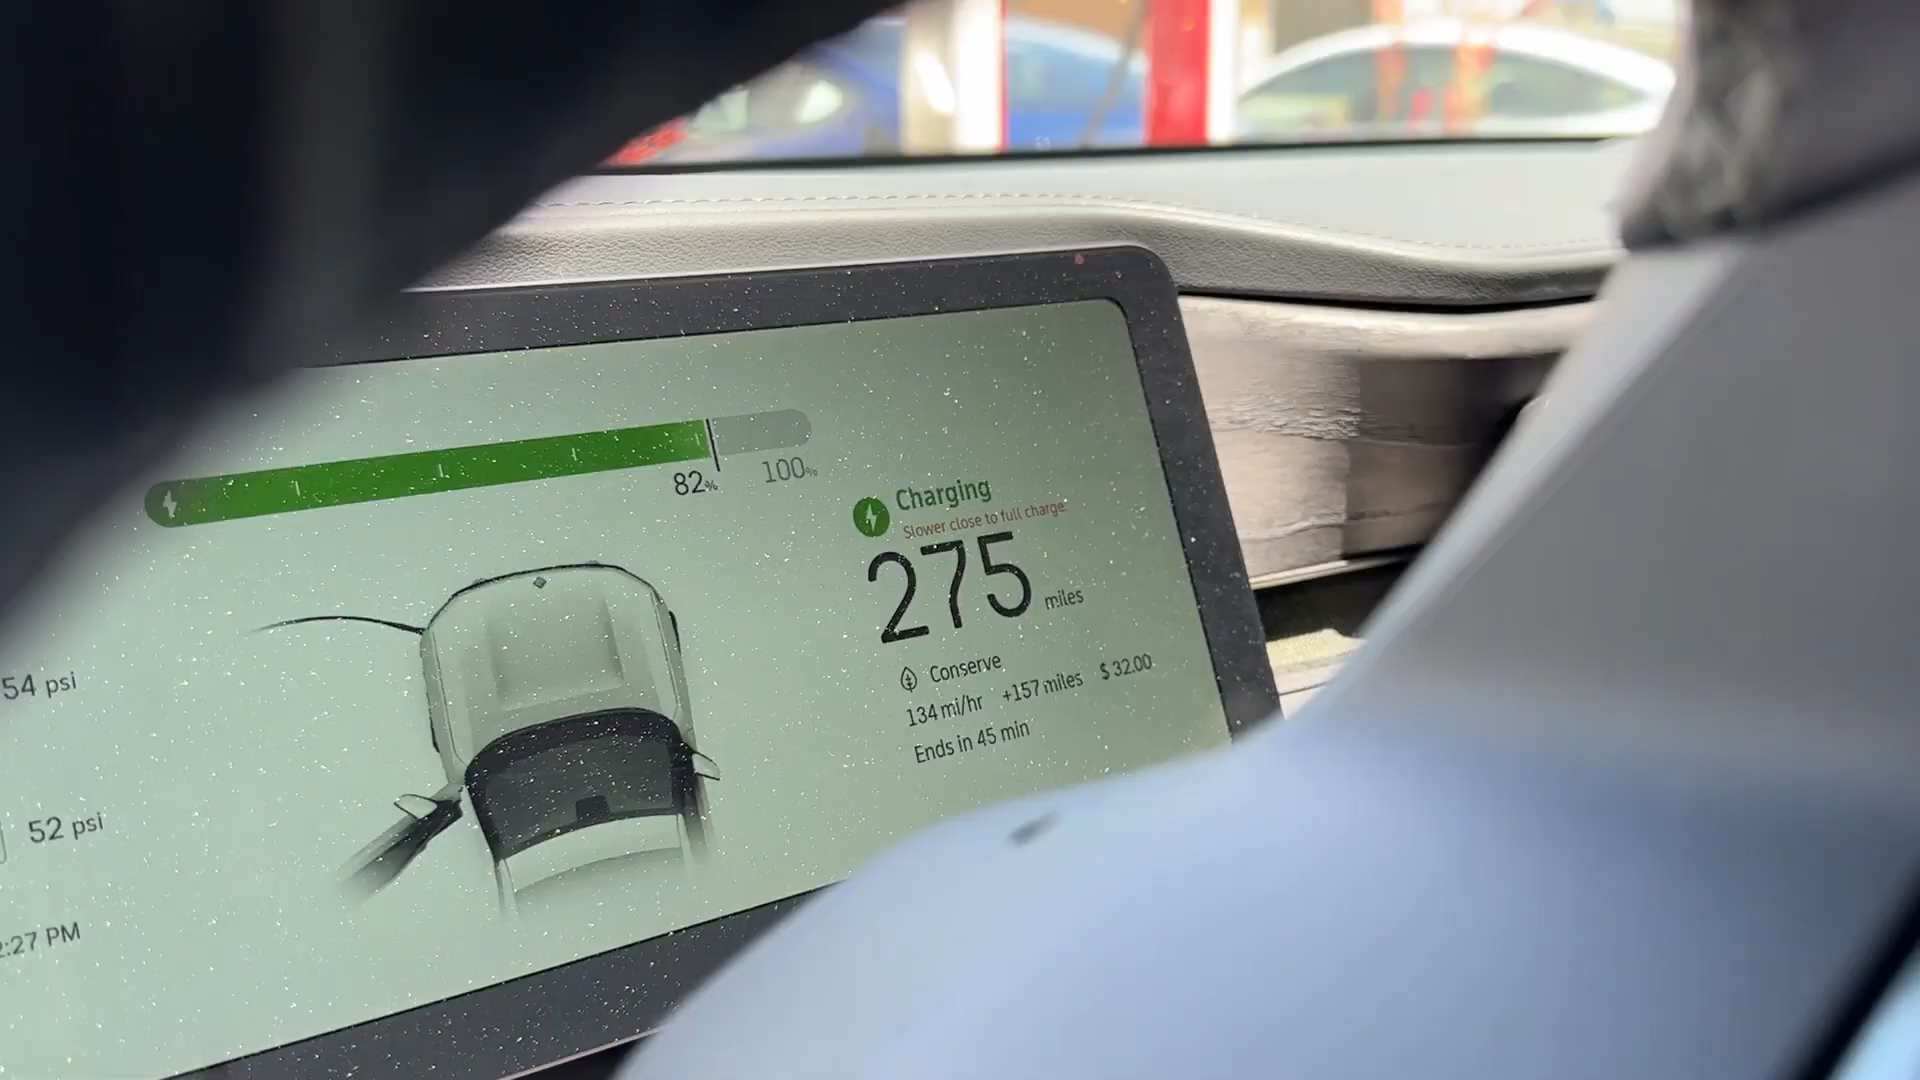 82%
100%
Charging
Slower close to full charge.
275 miles
Conserve
134 mi/hr +157 miles $ 32.00
Ends in 45 min
54 psi
52 psi
:27 PM